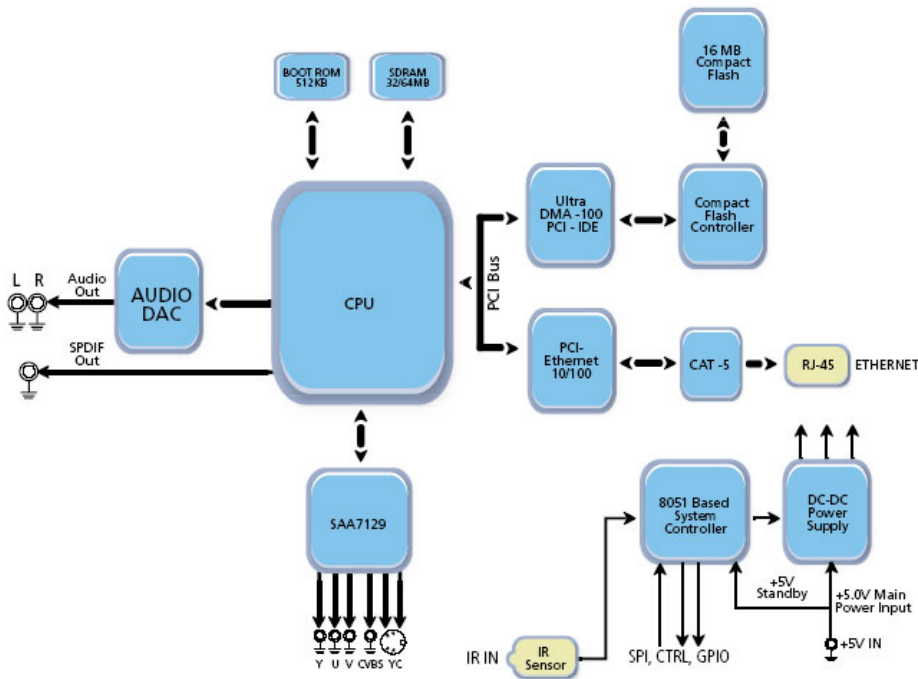 BOOT ROM
512KB
SDRAM
32/64MB
16 MB
Compact
Flash
Ultra
DMA -100
PCI - IDE
Compact
Flash
Controller
PCI Bus
L R
Audio
Out
AUDIO
DAC
CPU
SPDIF
Out
PCI-
Ethernet
10/100
CAT -5
RJ-45
ETHERNET
SAA7129
8051 Based
System
Controller
DC-DC
Power
Supply
+5V
Standby
+5.0V Main
Power Input
+5V IN
Y U V CVBS YC
IR IN
IR
Sensor
SPI, CTRL, GPIO